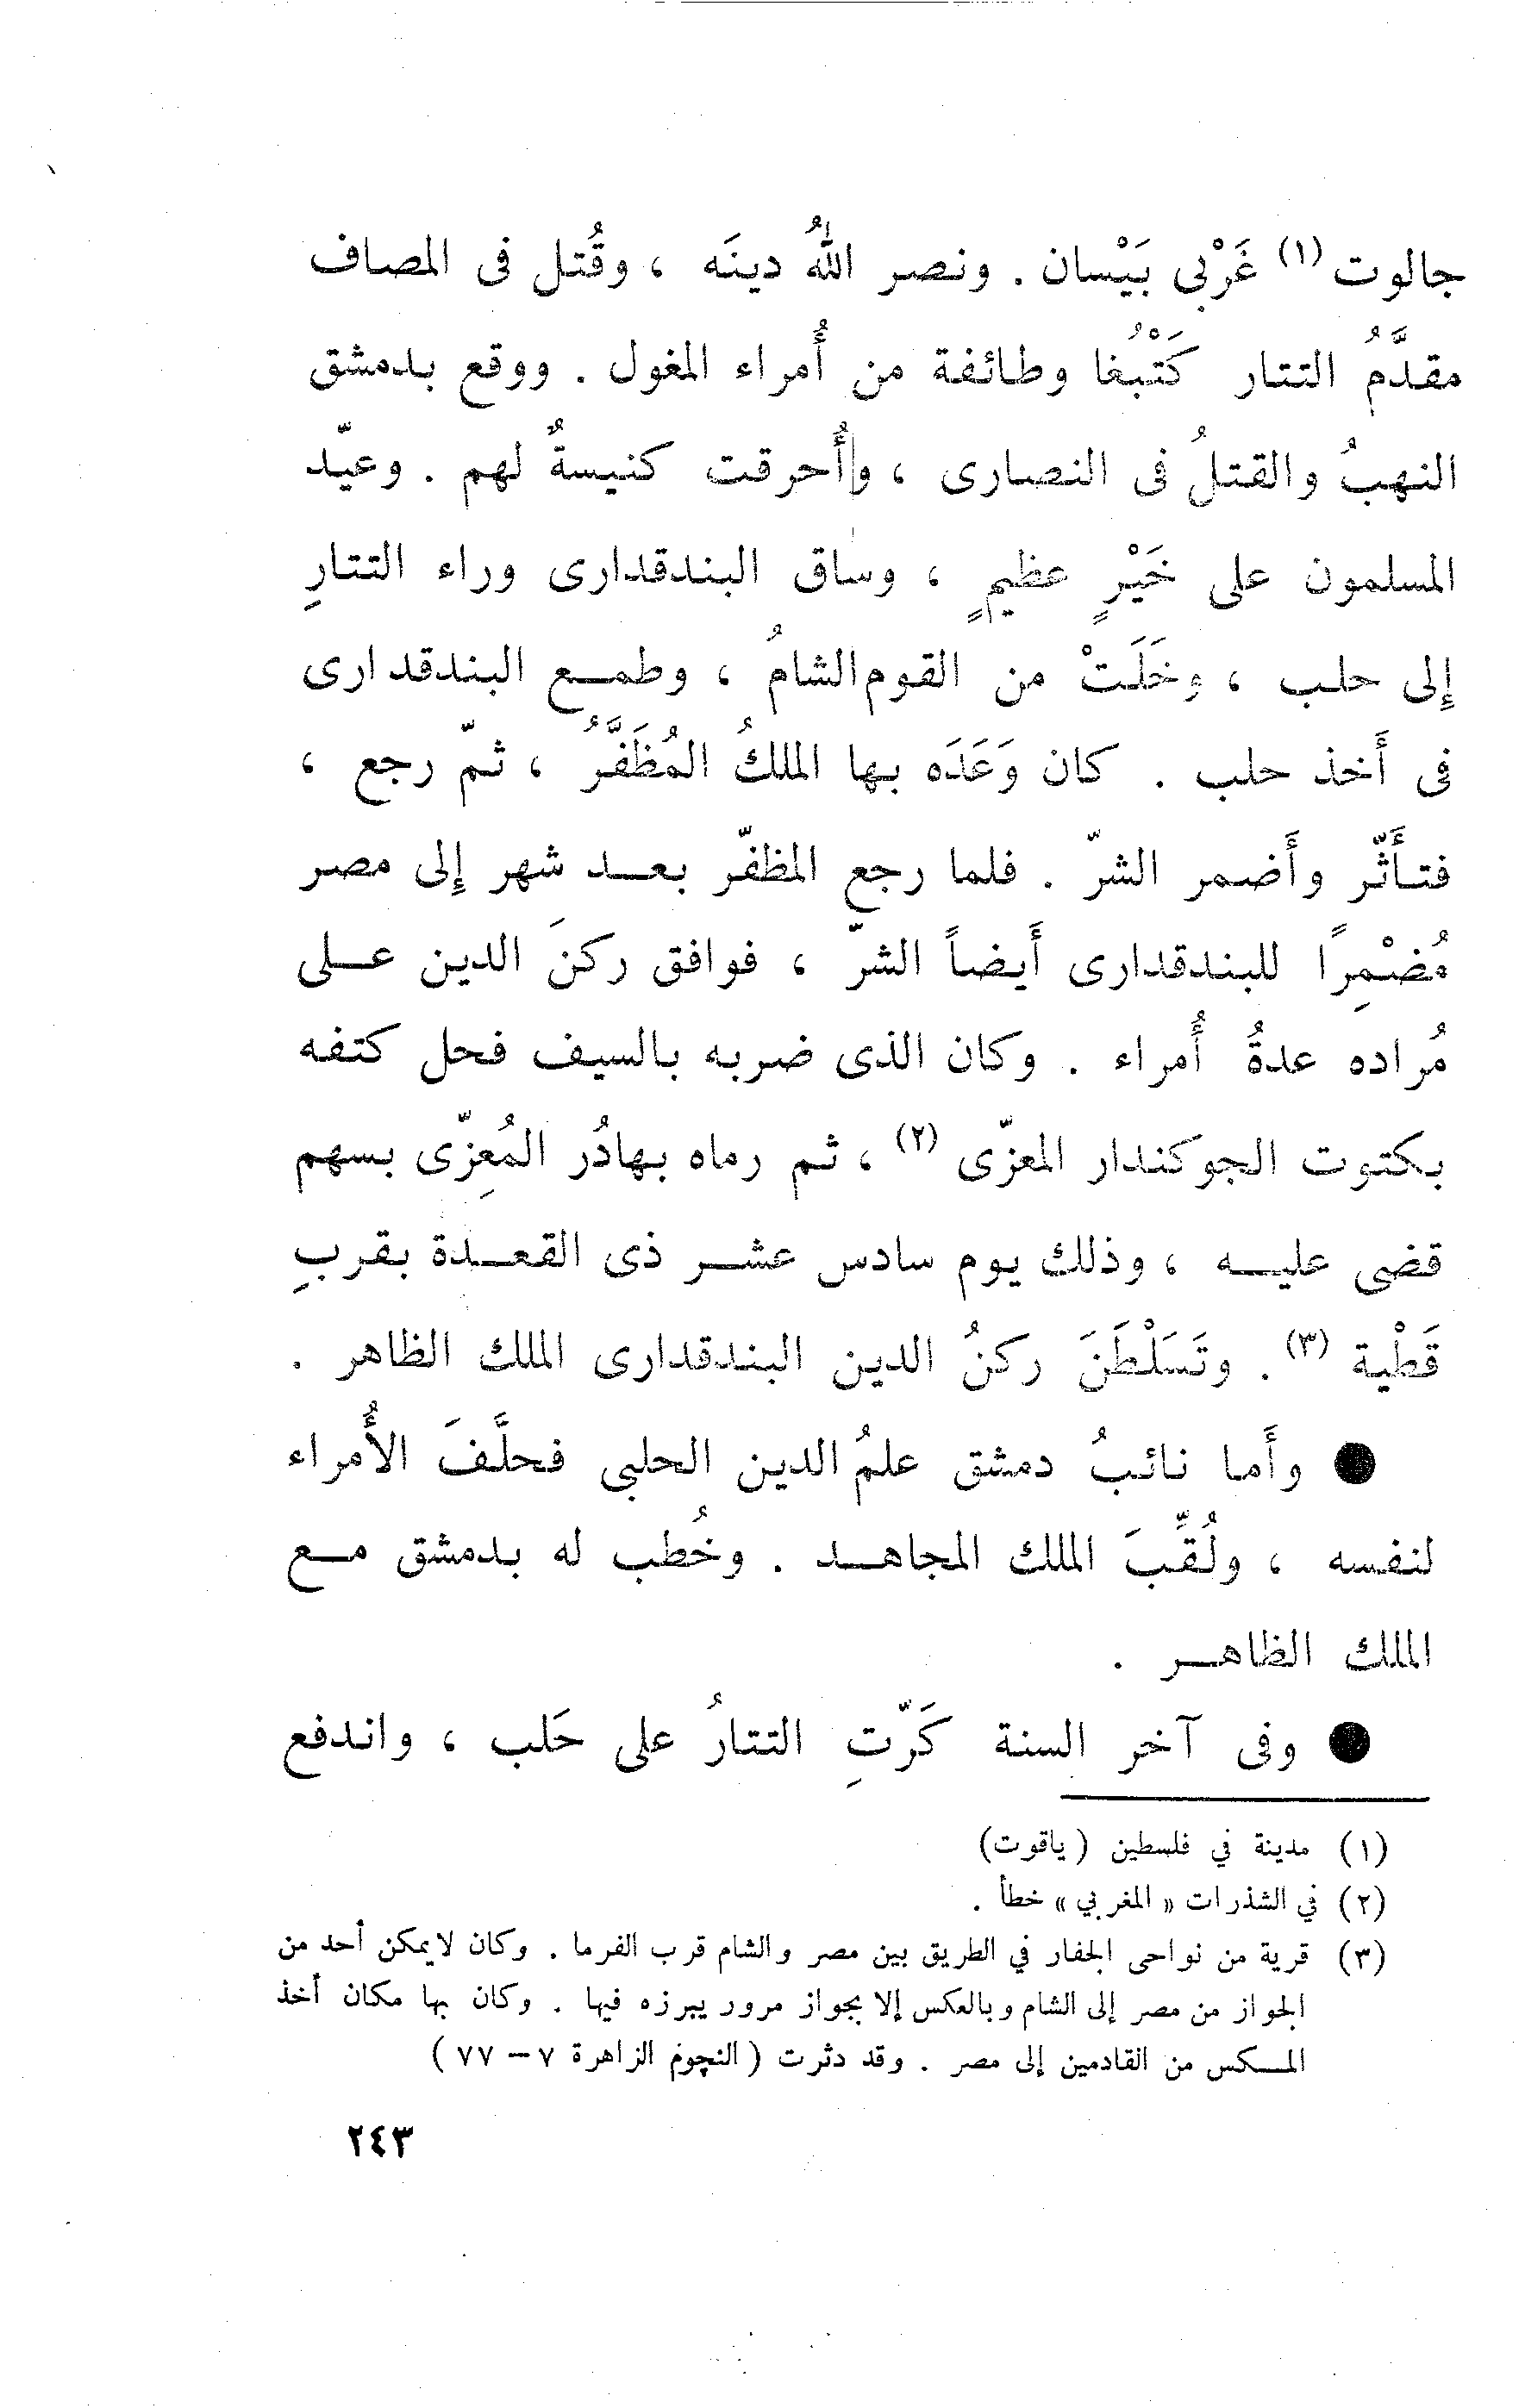 جالوت (١) غَرْبى بَيْسان . ونصر اللهُ دينَه ، وقُتل فى المصاف
مقدَّمُ التتار كَتْبُغا وطائفة من أُمراء المغول . ووقع بدمشق
النهبُ والقتلُ فى النصارى ، وأُحرقت كنيسةٌ لهم . وعيّد
المسلمون على خَيْرٍ عظيمٍ ، وساق البندقدارى وراء التتارِ
إلى حلب ، وخَلَتْ من القوم الشامُ ، وطمع البندقدارى
فى أَخذ حلب . كان وَعَدَه بها الملكُ المُظَفَّرُ ، ثمّ رجع ،
فتأَثّر وأَضمر الشرّ . فلما رجع المظفّر بعد شهر إلى مصر
مُضْمِرًا للبندقدارى أَيضاً الشرّ ، فوافق ركنَ الدين على
مُراده عدةُ أُمراء . وكان الذى ضربه بالسيف فحل كتفه
بكتوت الجوكندار المعزّى (٢) ، ثم رماه بهادُر المُعِزّى بسهم
قضى عليه ، وذلك يوم سادس عشر ذى القعدة بقربِ
قَطْية (٣) . وتَسَلْطَنَ ركنُ الدين البندقدارى الملك الظاهر .
● وأَما نائبُ دمشق علمُ الدين الحلبى فحلَّفَ الأُمراء
لنفسه ، ولُقِّبَ الملك المجاهد . وخُطب له بدمشق مع
الملك الظاهر .
● وفى آخر السنة كَرّتِ التتارُ على حَلب ، واندفع
(١) مدينة في فلسطين (ياقوت)
(٢) في الشذرات « المغربي » خطأ .
(٣) قرية من نواحى الجفار في الطريق بين مصر والشام قرب الفرما . وكان لايمكن أحد من
الجواز من مصر إلى الشام وبالعكس إلا بجواز مرور يبرزه فيها . وكان بها مكان أخذ
المكس من القادمين إلى مصر . وقد دثرت (النجوم الزاهرة ٧ – ٧٧ )
٢٤٣